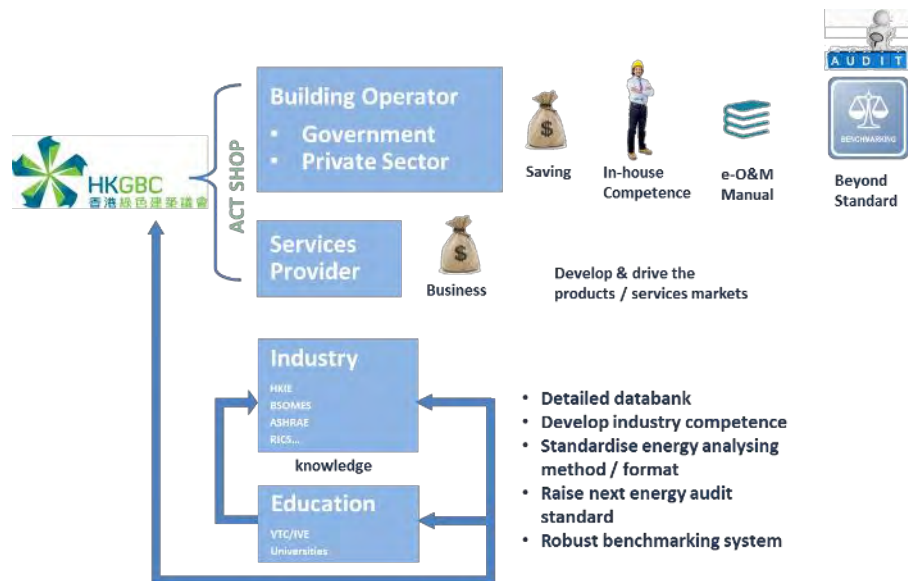 AUDIT
BENCHMARKING
Building Operator
• Government
• Private Sector
HKGBC
香港綠色建築議會
ACT SHOP
Saving
In-house
Competence
e-O&M
Manual
Beyond
Standard
Services
Provider
Business
Develop & drive the
products / services markets
Industry
HKIE
BSOMES
ASHRAE
RICS...
knowledge
Education
VTC/IVE
Universities
• Detailed databank
• Develop industry competence
• Standardise energy analysing
method / format
• Raise next energy audit
standard
• Robust benchmarking system